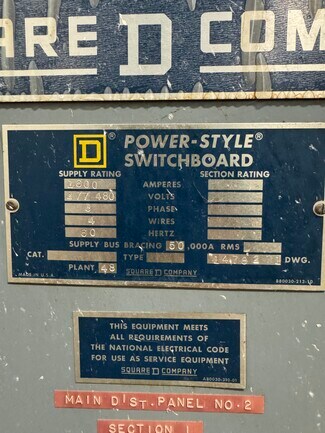 ARE D COM
D® POWER-STYLE®
SWITCHBOARD
SUPPLY RATING SECTION RATING
AMPERES
477 480 VOLTS
PHASE
4 WIRES
60 HERTZ
SUPPLY BUS BRACING 50,000A RMS
CAT. TYPE DWG.
PLANT 48 SQUARE D COMPANY
MADE IN U.S.A. 
THIS EQUIPMENT MEETS
ALL REQUIREMENTS OF
THE NATIONAL ELECTRICAL CODE
FOR USE AS SERVICE EQUIPMENT
SQUARE D COMPANY
MAIN DIST. PANEL NO. 2
SECTION 1